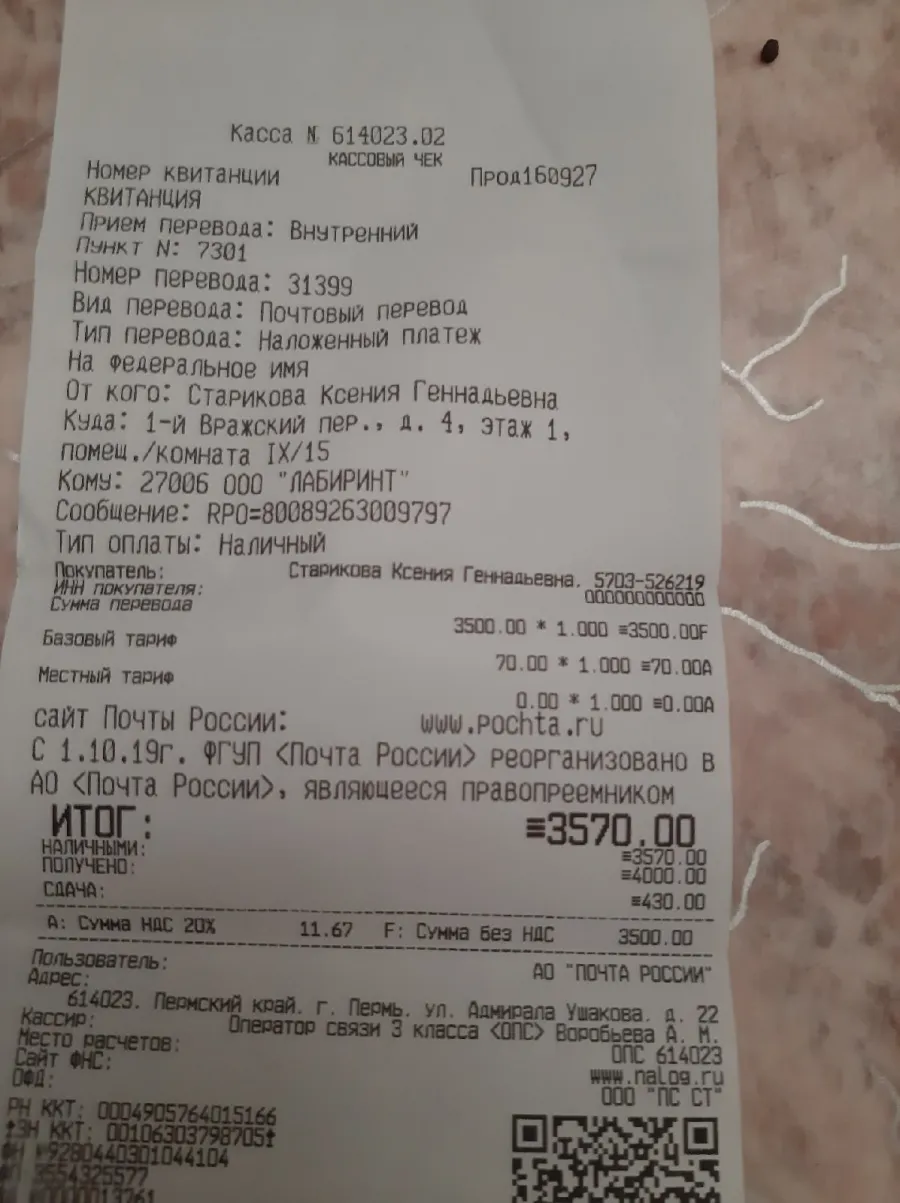 Касса № 614023.02
КАССОВЫЙ ЧЕК
Номер квитанции Прод160927
КВИТАНЦИЯ
Прием перевода: Внутренний
Пункт N: 7301
Номер перевода: 31399
Вид перевода: Почтовый перевод
Тип перевода: Наложенный платеж
На федеральное имя
От кого: Старикова Ксения Геннадьевна
Куда: 1-й Вражский пер., д. 4, этаж 1,
помещ./комната IX/15
Кому: 27006 ООО "ЛАБИРИНТ"
Сообщение: RPO=80089263009797
Тип оплаты: Наличный
Покупатель: Старикова Ксения Геннадьевна. 5703-526219
ИНН покупателя: 000000000000
Сумма перевода
3500.00 * 1.000 ≡3500.00F
Базовый тариф
70.00 * 1.000 ≡70.00А
Местный тариф
0.00 * 1.000 ≡0.00А
сайт Почты России: www.pochta.ru
С 1.10.19г. ФГУП <Почта России> реорганизовано в
АО <Почта России>, являющееся правопреемником
ИТОГ: ≡3570.00
НАЛИЧНЫМИ: ≡3570.00
ПОЛУЧЕНО: ≡4000.00
СДАЧА: ≡430.00
А: Сумма НДС 20% 11.67 F: Сумма без НДС 3500.00
Пользователь: АО "ПОЧТА РОССИИ"
Адрес:
614023. Пермский край. г. Пермь. ул. Адмирала Ушакова. д. 22
Кассир: Оператор связи 3 класса <ОПС> Воробьева А. М.
Место расчетов: ОПС 614023
Сайт ФНС: www.nalog.ru
ОФД: ООО "ПС СТ"
РН ККТ: 0004905764015166
ЗН ККТ: 00106303798705
9280440301044104
3554325577